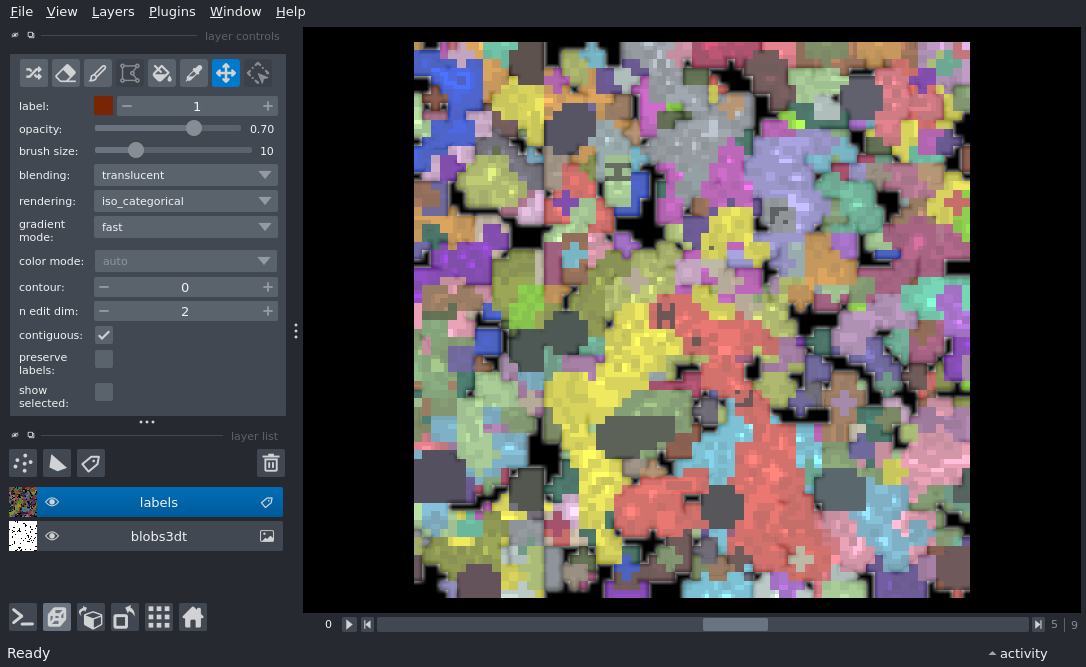 File View Layers Plugins Window Help
layer controls
label: 1
opacity: 0.70
brush size: 10
blending: translucent
rendering: iso_categorical
gradient
mode: fast
color mode: auto
contour: 0
n edit dim: 2
contiguous:
preserve
labels:
show
selected:
layer list
labels
blobs3dt
0 5 9
Ready activity